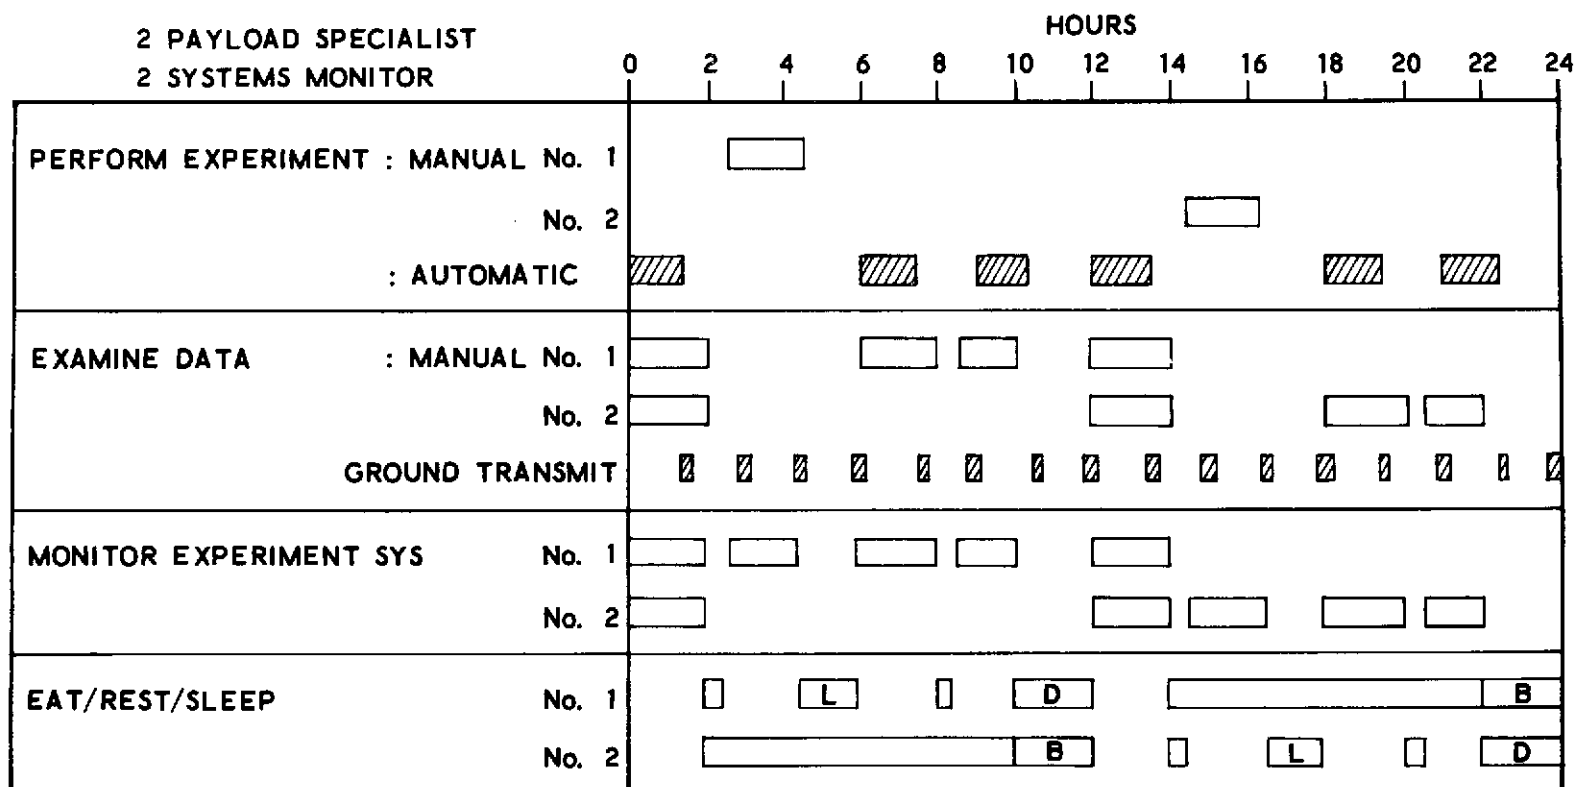 2 PAYLOAD SPECIALIST
2 SYSTEMS MONITOR
HOURS
0 2 4 6 8 10 12 14 16 18 20 22 24
PERFORM EXPERIMENT : MANUAL No. 1
No. 2
: AUTOMATIC
EXAMINE DATA : MANUAL No. 1
No. 2
GROUND TRANSMIT
MONITOR EXPERIMENT SYS No. 1
No. 2
EAT/REST/SLEEP No. 1 L D B
No. 2 B L D